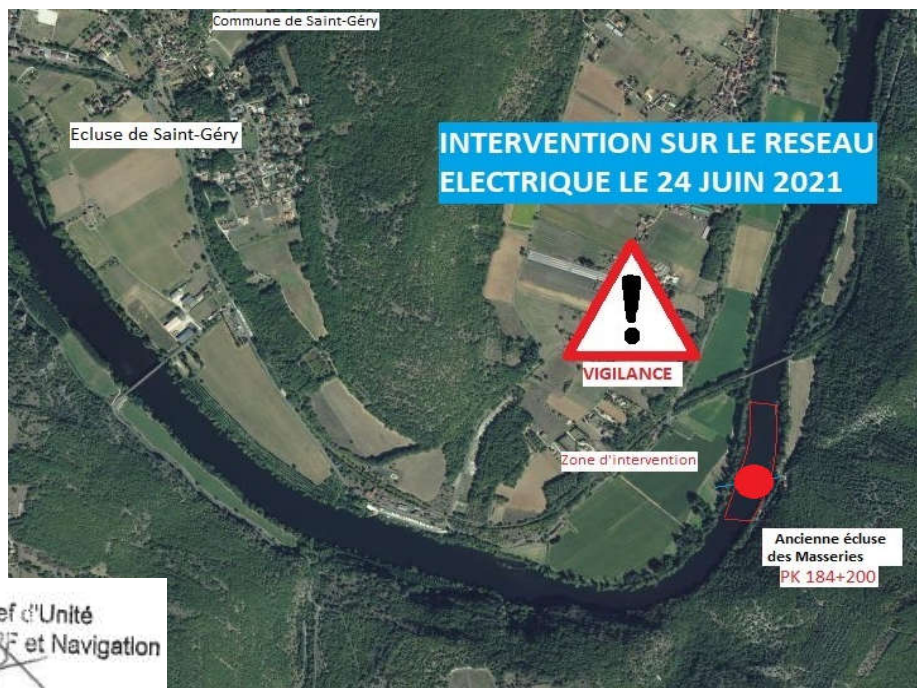 Commune de Saint-Géry
Ecluse de Saint-Géry
INTERVENTION SUR LE RESEAU
ELECTRIQUE LE 24 JUIN 2021
VIGILANCE
Zone d'intervention
Ancienne écluse
des Masseries
PK 184+200
d'Unité
et Navigation